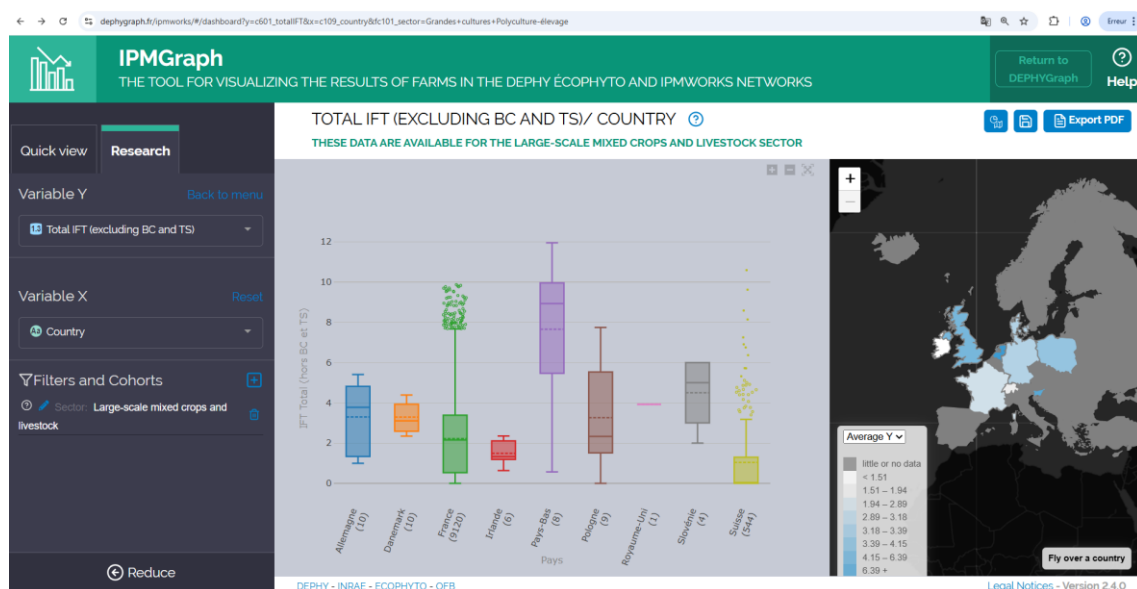 dephygraph.fr/ipmworks/#/dashboard?y=c601_totalIFT&x=c109_country&fc101_sector=Grandes+cultures+Polyculture-élevage
Erreur
IPMGraph
THE TOOL FOR VISUALIZING THE RESULTS OF FARMS IN THE DEPHY ÉCOPHYTO AND IPMWORKS NETWORKS
Return to
DEPHYGraph
Help
Quick view
Research
Variable Y
Back to menu
Total IFT (excluding BC and TS)
Variable X
Reset
Country
Filters and Cohorts
Sector: Large-scale mixed crops and
livestock
Reduce
TOTAL IFT (EXCLUDING BC AND TS)/ COUNTRY
THESE DATA ARE AVAILABLE FOR THE LARGE-SCALE MIXED CROPS AND LIVESTOCK SECTOR
Export PDF
12
10
8
6
4
2
0
IFT Total (hors BC et TS)
Allemagne
(10)
Danemark
(10)
France
(9120)
Irlande
(6)
Pays-Bas
(8)
Pologne
(9)
Royaume-Uni
(1)
Slovénie
(4)
Suisse
(544)
Pays
+
−
Average Y
little or no data
< 1.51
1.51 – 1.94
1.94 – 2.89
2.89 – 3.18
3.18 – 3.39
3.39 – 4.15
4.15 – 6.39
6.39 +
Fly over a country
DEPHY - INRAE - ECOPHYTO - OFB
Legal Notices - Version 2.4.0